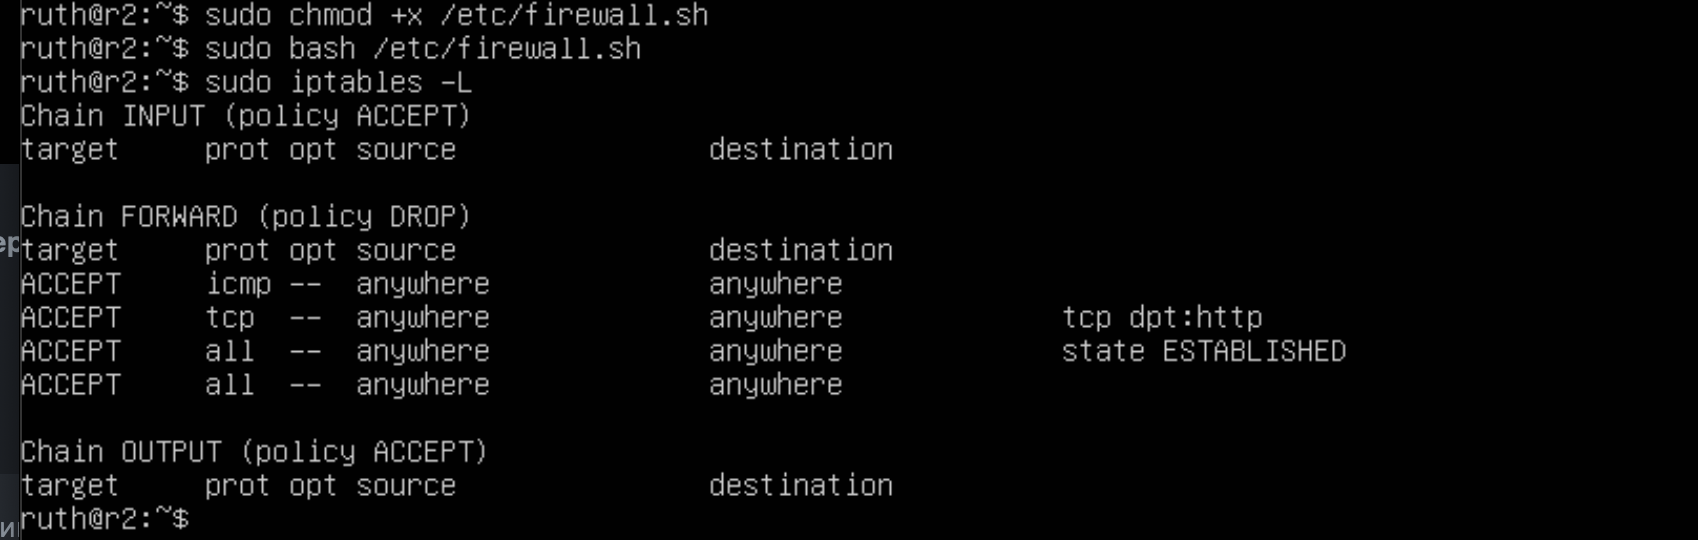 ruth@r2:~$ sudo chmod +x /etc/firewall.sh
ruth@r2:~$ sudo bash /etc/firewall.sh
ruth@r2:~$ sudo iptables -L
Chain INPUT (policy ACCEPT)
target     prot opt source               destination

Chain FORWARD (policy DROP)
target     prot opt source               destination
ACCEPT     icmp --  anywhere             anywhere
ACCEPT     tcp  --  anywhere             anywhere             tcp dpt:http
ACCEPT     all  --  anywhere             anywhere             state ESTABLISHED
ACCEPT     all  --  anywhere             anywhere

Chain OUTPUT (policy ACCEPT)
target     prot opt source               destination
ruth@r2:~$